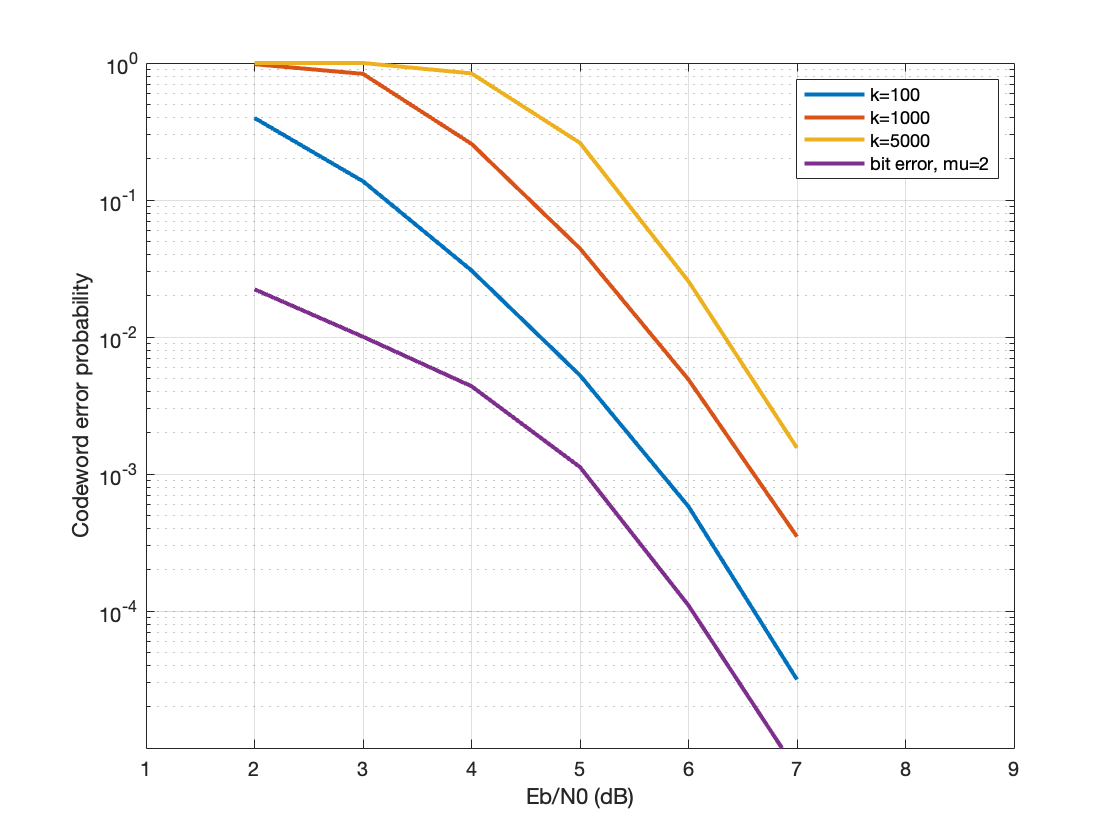 10^0
10^-1
10^-2
10^-3
10^-4
Codeword error probability
k=100
k=1000
k=5000
bit error, mu=2
1 2 3 4 5 6 7 8 9
Eb/N0 (dB)